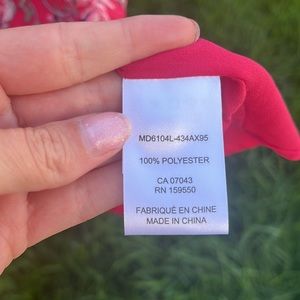 MD6104L-434AX95
100% POLYESTER
CA 07043
RN 159550
FABRIQUÉ EN CHINE
MADE IN CHINA